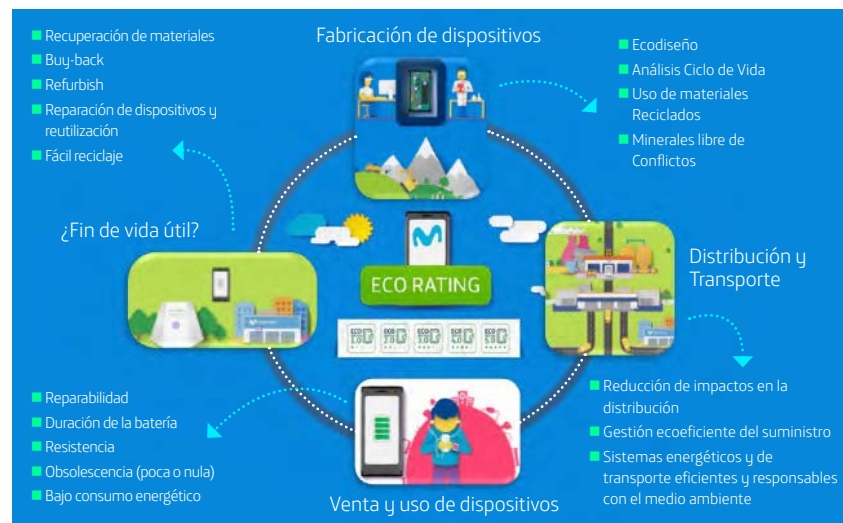 Fabricación de dispositivos
Recuperación de materiales
Buy-back
Refurbish
Reparación de dispositivos y
reutilización
Fácil reciclaje
Ecodiseño
Análisis Ciclo de Vida
Uso de materiales
Reciclados
Minerales libre de
Conflictos
¿Fin de vida útil?
ECO RATING
Distribución y
Transporte
Reparabilidad
Duración de la batería
Resistencia
Obsolescencia (poca o nula)
Bajo consumo energético
Reducción de impactos en la
distribución
Gestión ecoeficiente del suministro
Sistemas energéticos y de
transporte eficientes y responsables
con el medio ambiente
Venta y uso de dispositivos